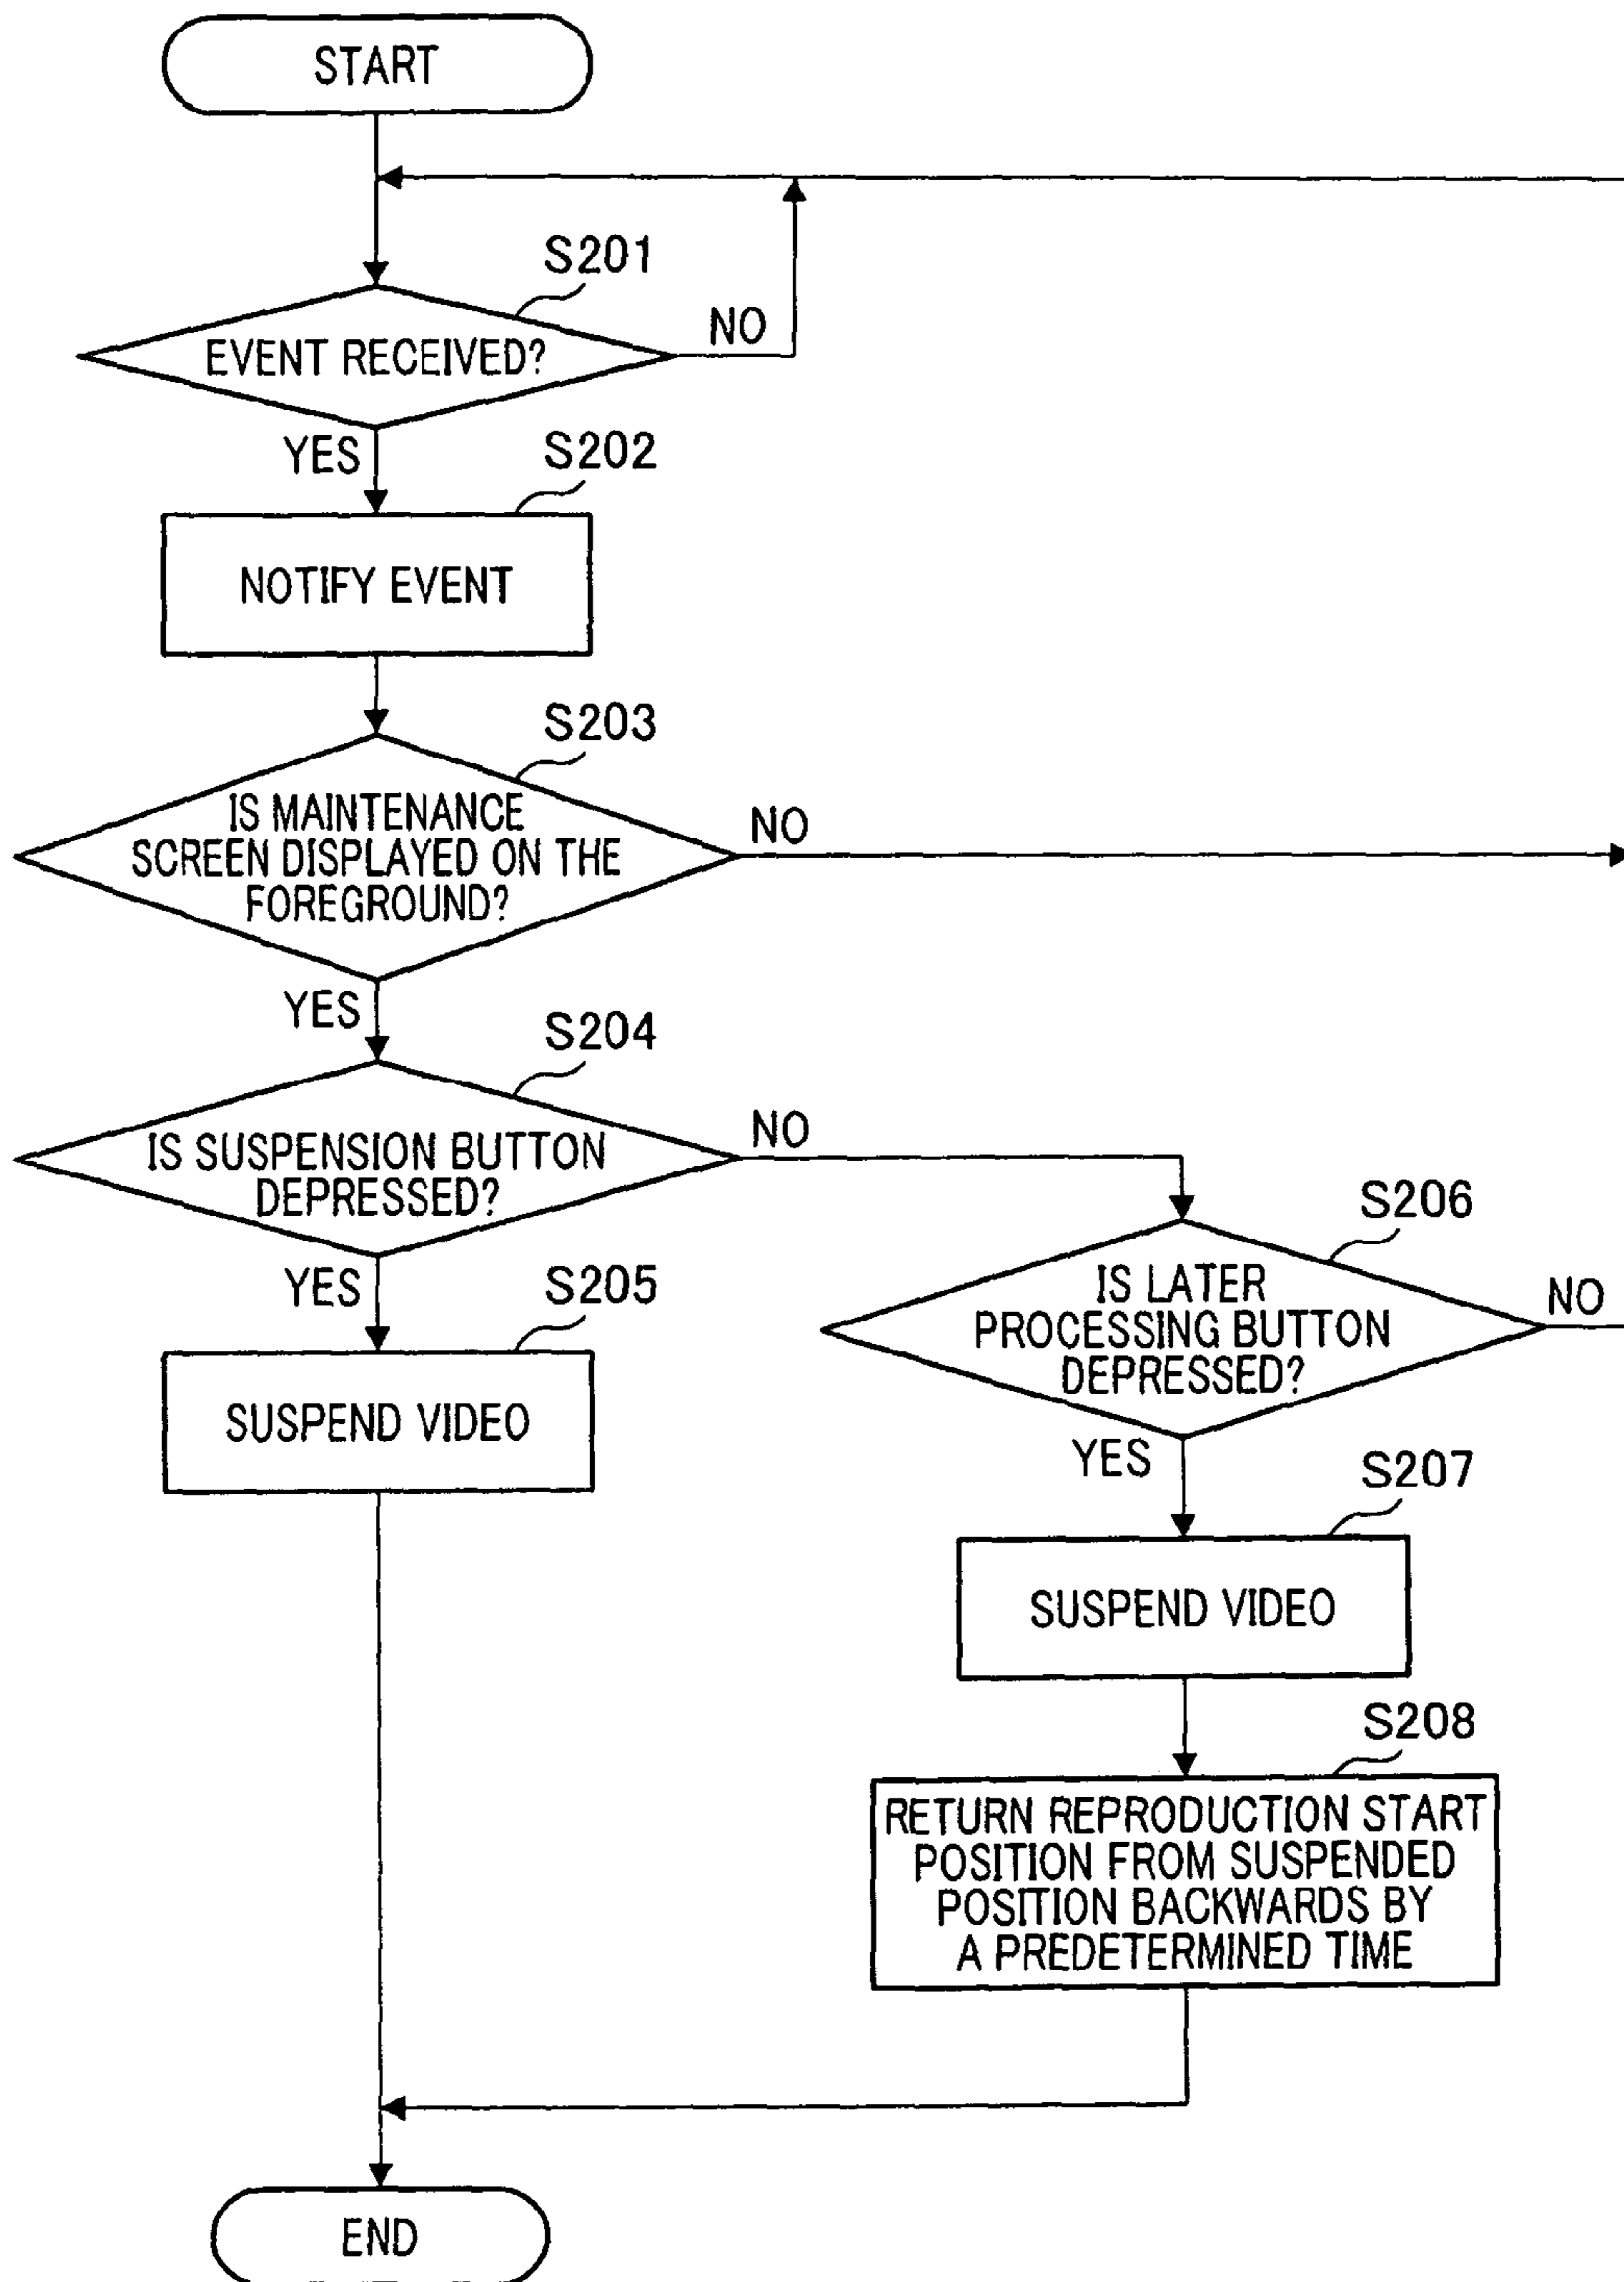 START
S201
EVENT RECEIVED?
NO
YES
S202
NOTIFY EVENT
S203
IS MAINTENANCE
SCREEN DISPLAYED ON THE
FOREGROUND?
NO
YES
S204
IS SUSPENSION BUTTON
DEPRESSED?
NO
YES
S205
SUSPEND VIDEO
S206
IS LATER
PROCESSING BUTTON
DEPRESSED?
NO
YES
S207
SUSPEND VIDEO
S208
RETURN REPRODUCTION START
POSITION FROM SUSPENDED
POSITION BACKWARDS BY
A PREDETERMINED TIME
END